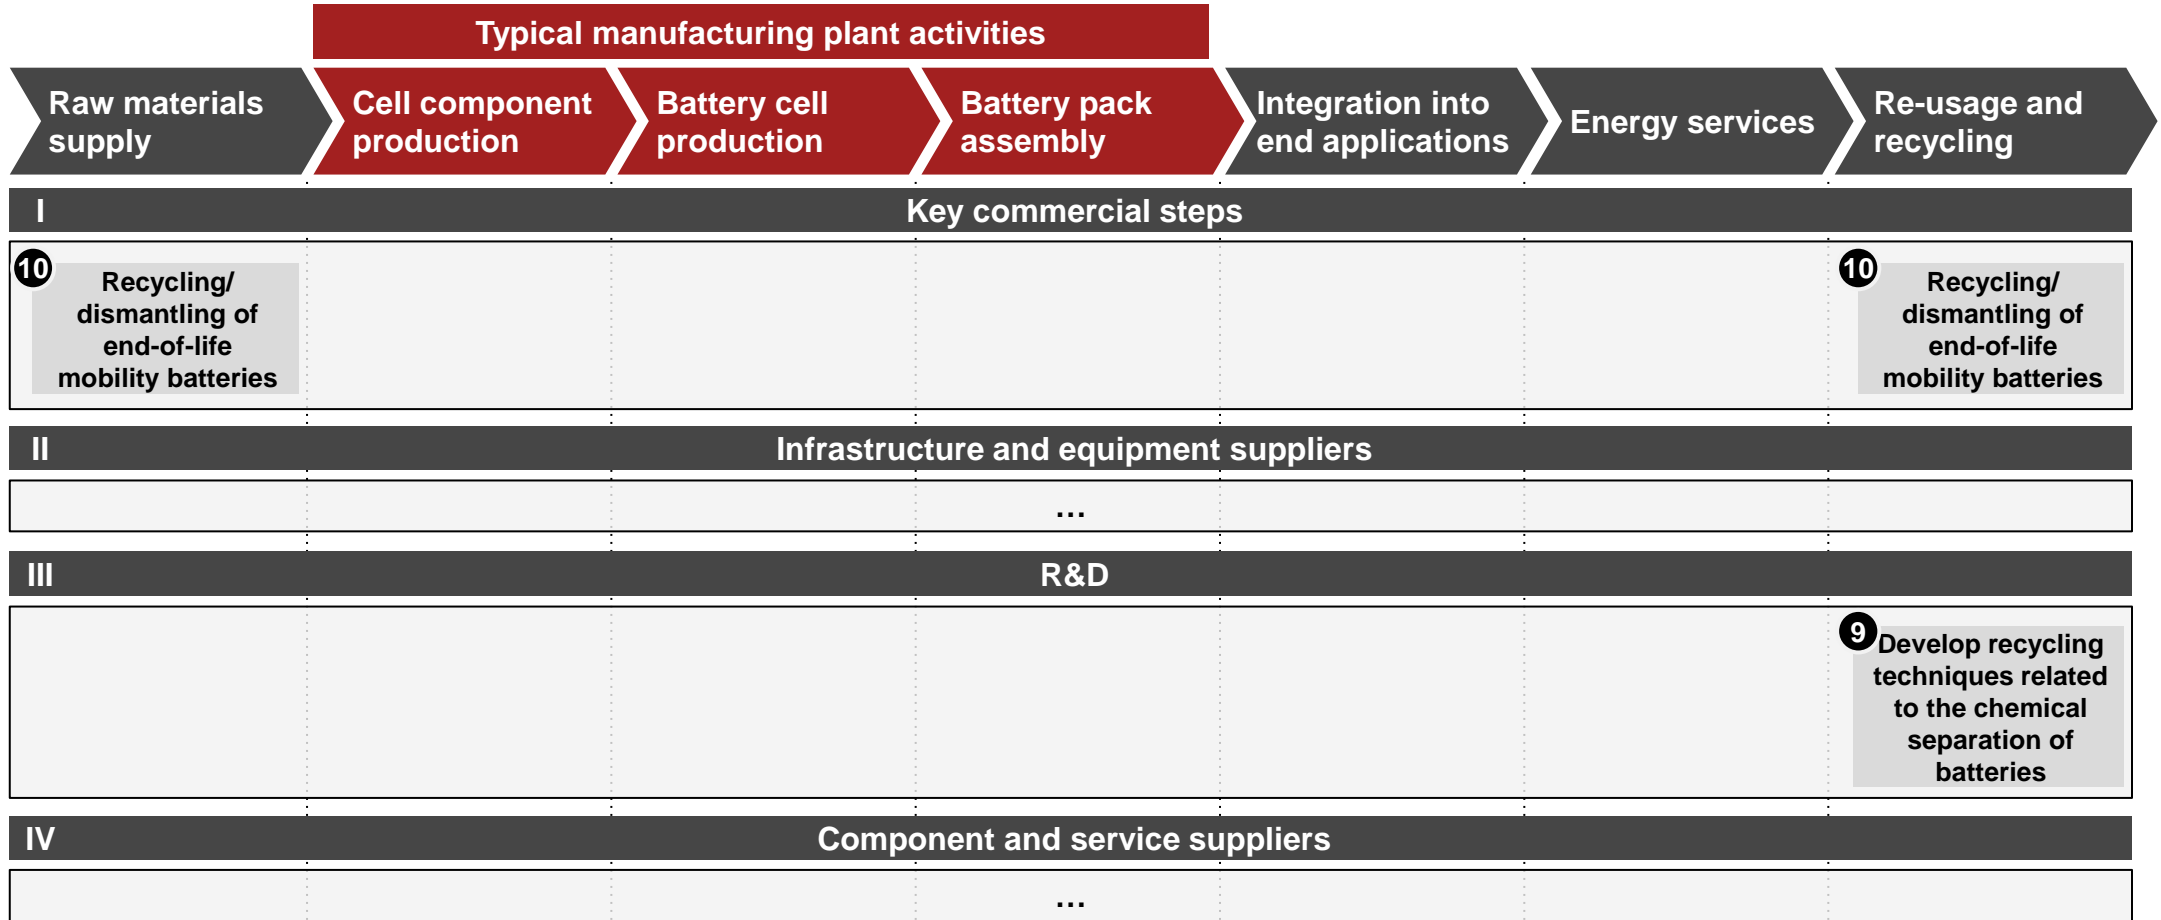 Typical manufacturing plant activities
Raw materials
supply
Cell component
production
Battery cell
production
Battery pack
assembly
Integration into
end applications
Energy services
Re-usage and
recycling
I
Key commercial steps
10
Recycling/
dismantling of
end-of-life
mobility batteries
10
Recycling/
dismantling of
end-of-life
mobility batteries
II
Infrastructure and equipment suppliers
…
III
R&D
9
Develop recycling
techniques related
to the chemical
separation of
batteries
IV
Component and service suppliers
…